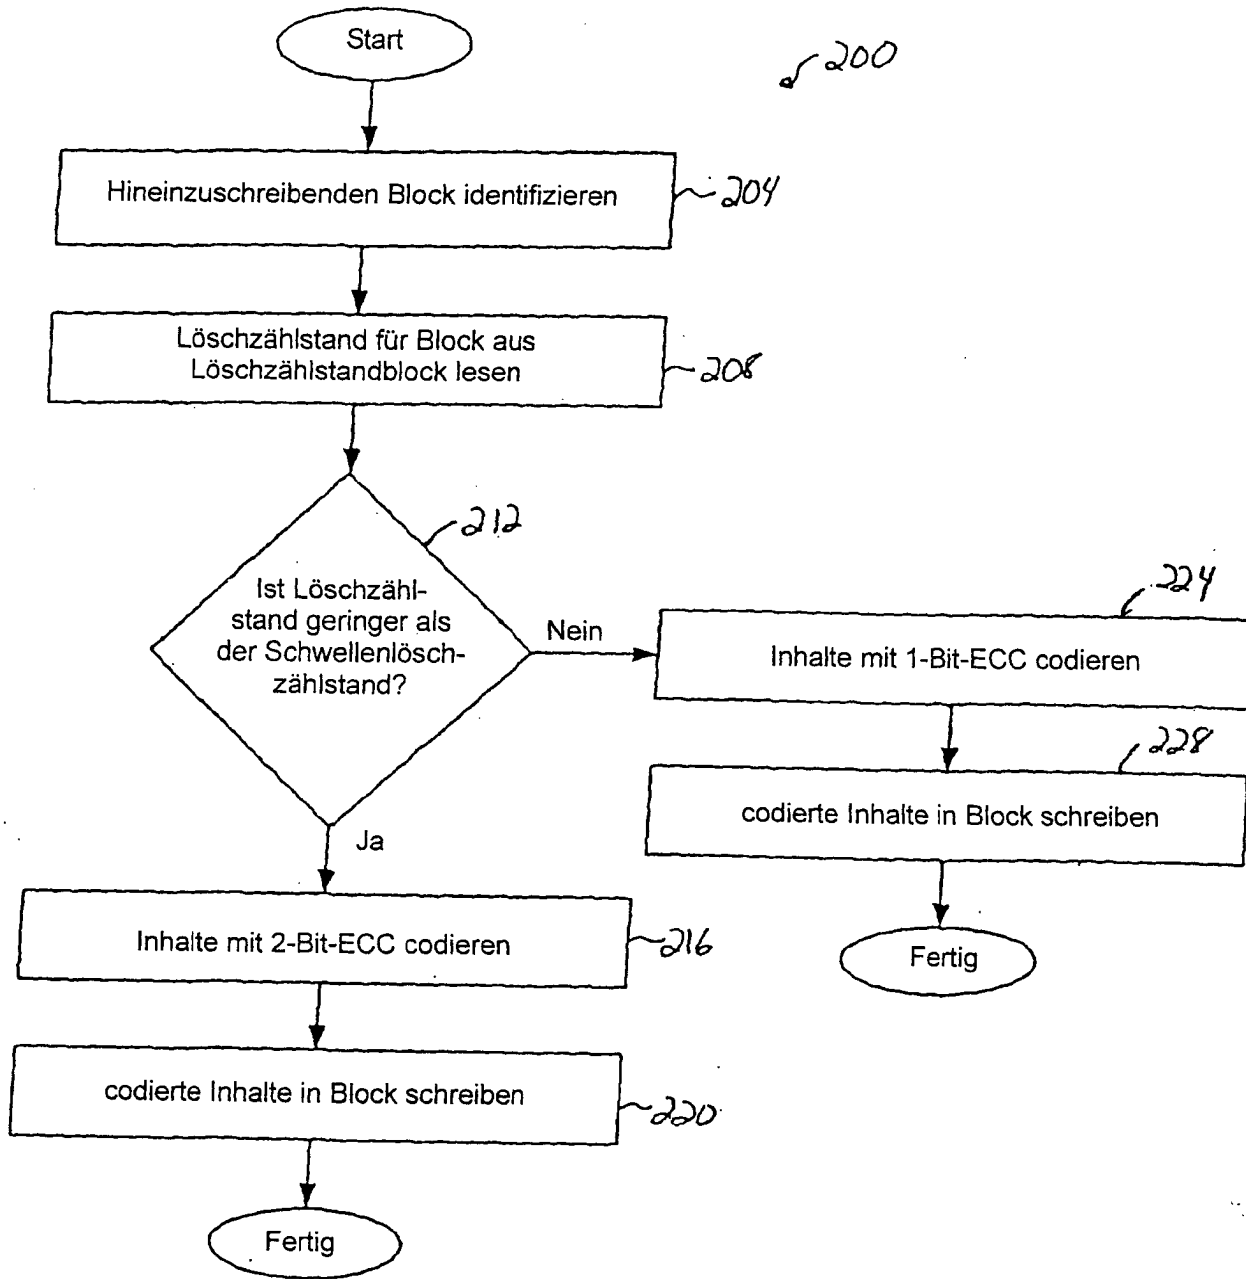 Start
200
Hineinzuschreibenden Block identifizieren
204
Löschzählstand für Block aus
Löschzählstandblock lesen
208
212
Ist Löschzähl-
stand geringer als
der Schwellenlösch-
zählstand?
Nein
224
Inhalte mit 1-Bit-ECC codieren
228
codierte Inhalte in Block schreiben
Fertig
Ja
Inhalte mit 2-Bit-ECC codieren
216
codierte Inhalte in Block schreiben
220
Fertig